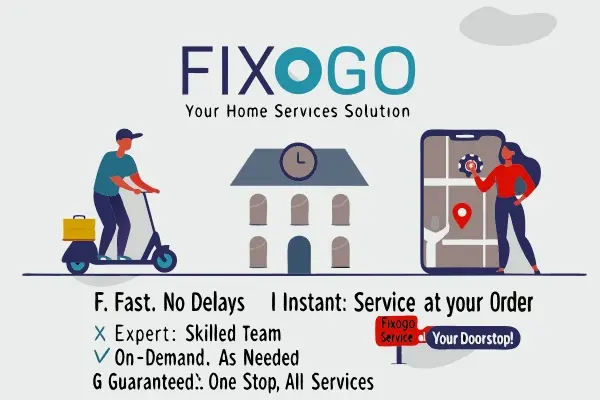 FIXOGO
Your Home Services Solution
F. Fast. No Delays I Instant: Service at your Order
X Expert: Skilled Team
✓ On-Demand. As Needed
G Guaranteed:. One Stop, All Services
Fixogo
Service
Your Doorstop!